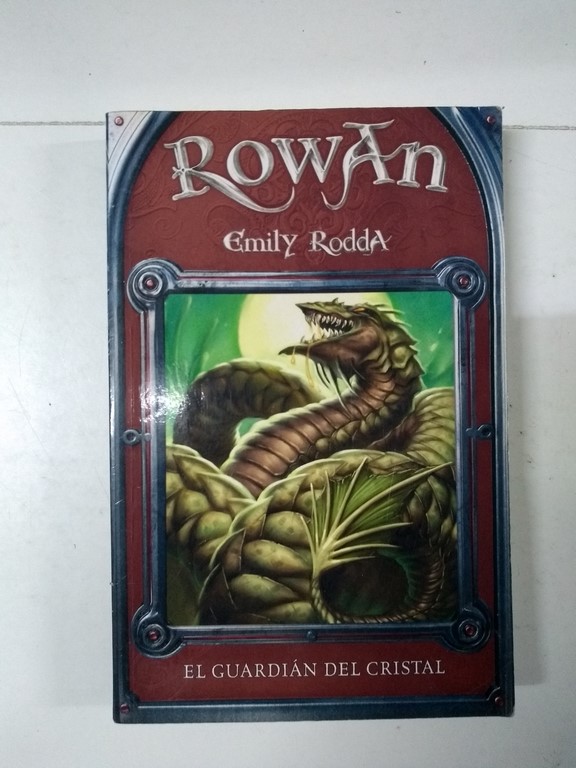 Rowan
Emily Rodda
EL GUARDIÁN DEL CRISTAL